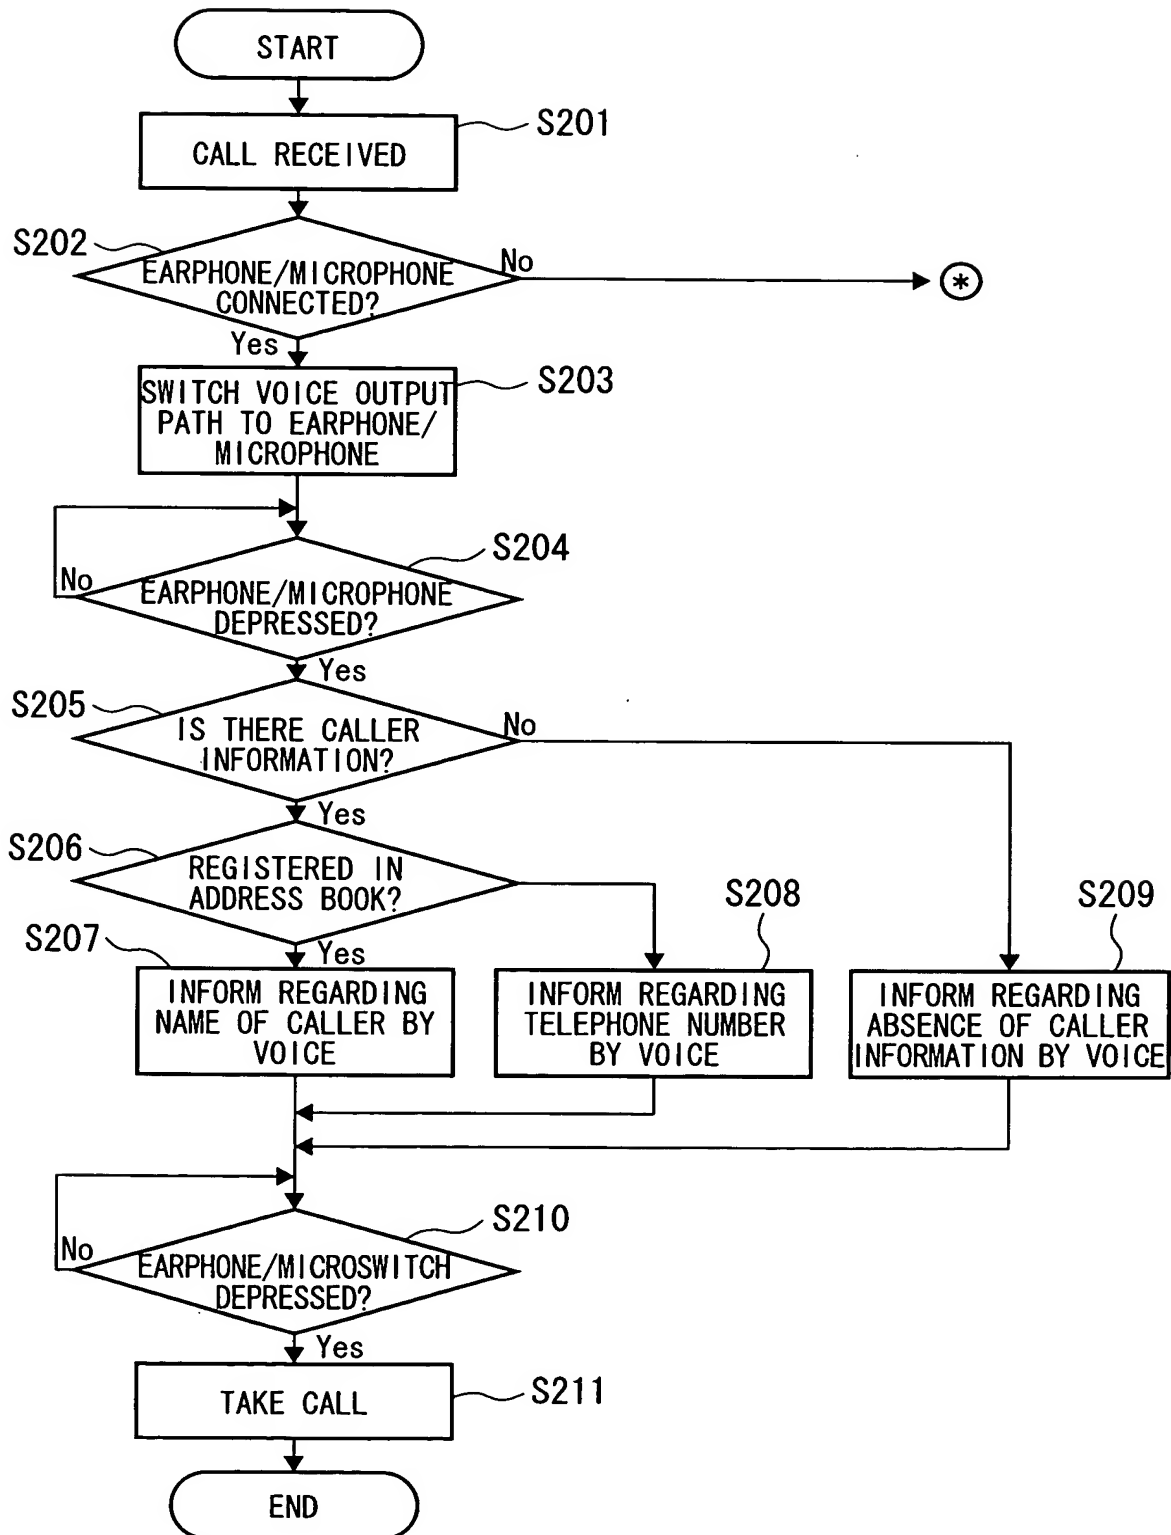 START
S201
CALL RECEIVED
S202
EARPHONE/MICROPHONE
CONNECTED?
No
*
Yes
S203
SWITCH VOICE OUTPUT
PATH TO EARPHONE/
MICROPHONE
S204
No
EARPHONE/MICROPHONE
DEPRESSED?
Yes
S205
IS THERE CALLER
INFORMATION?
No
Yes
S206
REGISTERED IN
ADDRESS BOOK?
Yes
S207
INFORM REGARDING
NAME OF CALLER BY
VOICE
S208
INFORM REGARDING
TELEPHONE NUMBER
BY VOICE
S209
INFORM REGARDING
ABSENCE OF CALLER
INFORMATION BY VOICE
S210
No
EARPHONE/MICROSWITCH
DEPRESSED?
Yes
TAKE CALL
S211
END